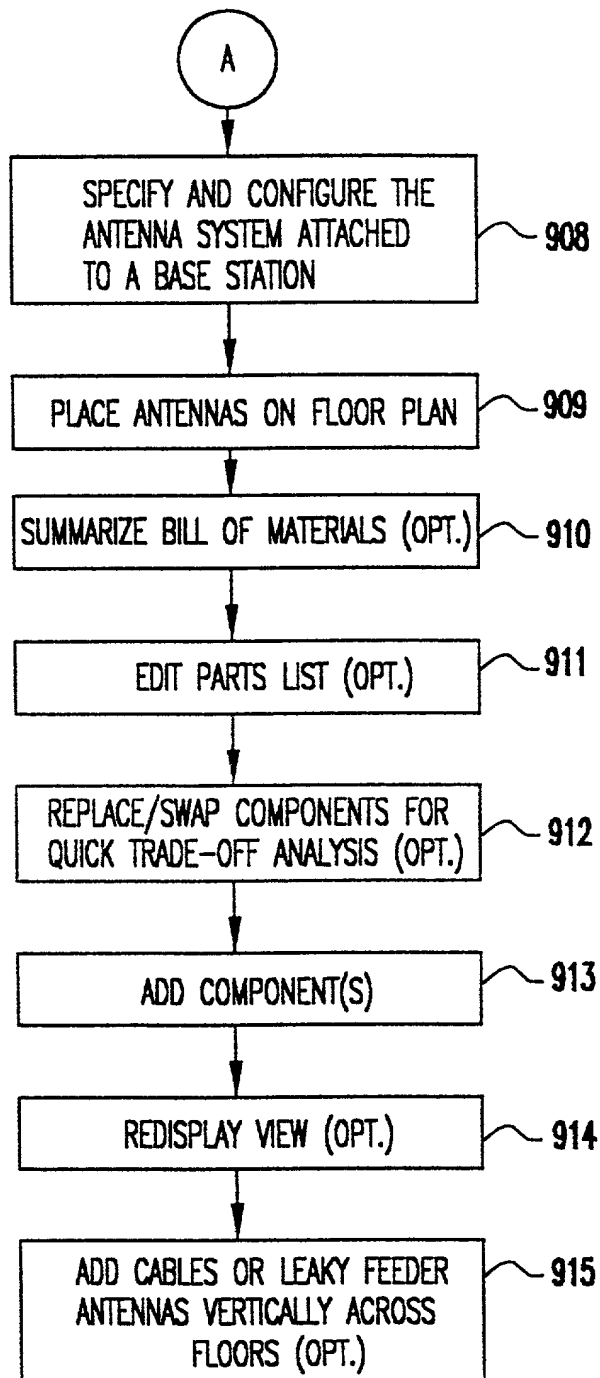 A
SPECIFY AND CONFIGURE THE
ANTENNA SYSTEM ATTACHED
TO A BASE STATION
908
PLACE ANTENNAS ON FLOOR PLAN
909
SUMMARIZE BILL OF MATERIALS (OPT.)
910
EDIT PARTS LIST (OPT.)
911
REPLACE/SWAP COMPONENTS FOR
QUICK TRADE-OFF ANALYSIS (OPT.)
912
ADD COMPONENT(S)
913
REDISPLAY VIEW (OPT.)
914
ADD CABLES OR LEAKY FEEDER
ANTENNAS VERTICALLY ACROSS
FLOORS (OPT.)
915